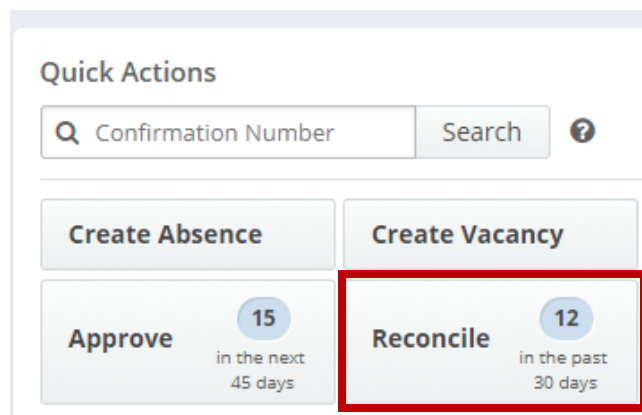 Quick Actions
Confirmation Number Search
Create Absence Create Vacancy
Approve 15 in the next 45 days
Reconcile 12 in the past 30 days